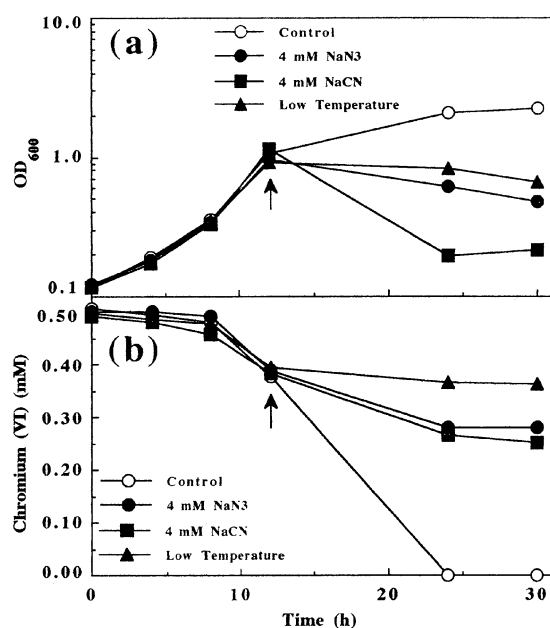 (a)
Control
4 mM NaN3
4 mM NaCN
Low Temperature
10.0
1.0
0.1
OD600
(b)
0.50
0.40
0.30
0.20
0.10
0.00
Chromium (VI) (mM)
Control
4 mM NaN3
4 mM NaCN
Low Temperature
0 10 20 30
Time (h)